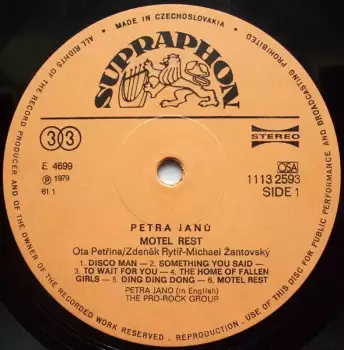 MADE IN CZECHOSLOVAKIA
ALL RIGHTS OF THE RECORD PRODUCER AND OF THE OWNER OF THE WORK REPRODUCED RESERVED · REPRODUCTION · USE OF THIS DISC FOR PUBLIC PERFORMANCE AND BROADCASTING PROHIBITED
SUPRAPHON
33
STEREO
E 4699
℗ 1979
61 1
OSA
1113 2593
SIDE 1
PETRA JANŮ
MOTEL REST
Ota Petřina/Zdeněk Rytíř-Michael Žantovský
1. DISCO MAN — 2. SOMETHING YOU SAID —
3. TO WAIT FOR YOU — 4. THE HOME OF FALLEN
GIRLS — 5. DING DING DONG — 6. MOTEL REST
PETRA JANŮ (in English)
THE PRO-ROCK GROUP